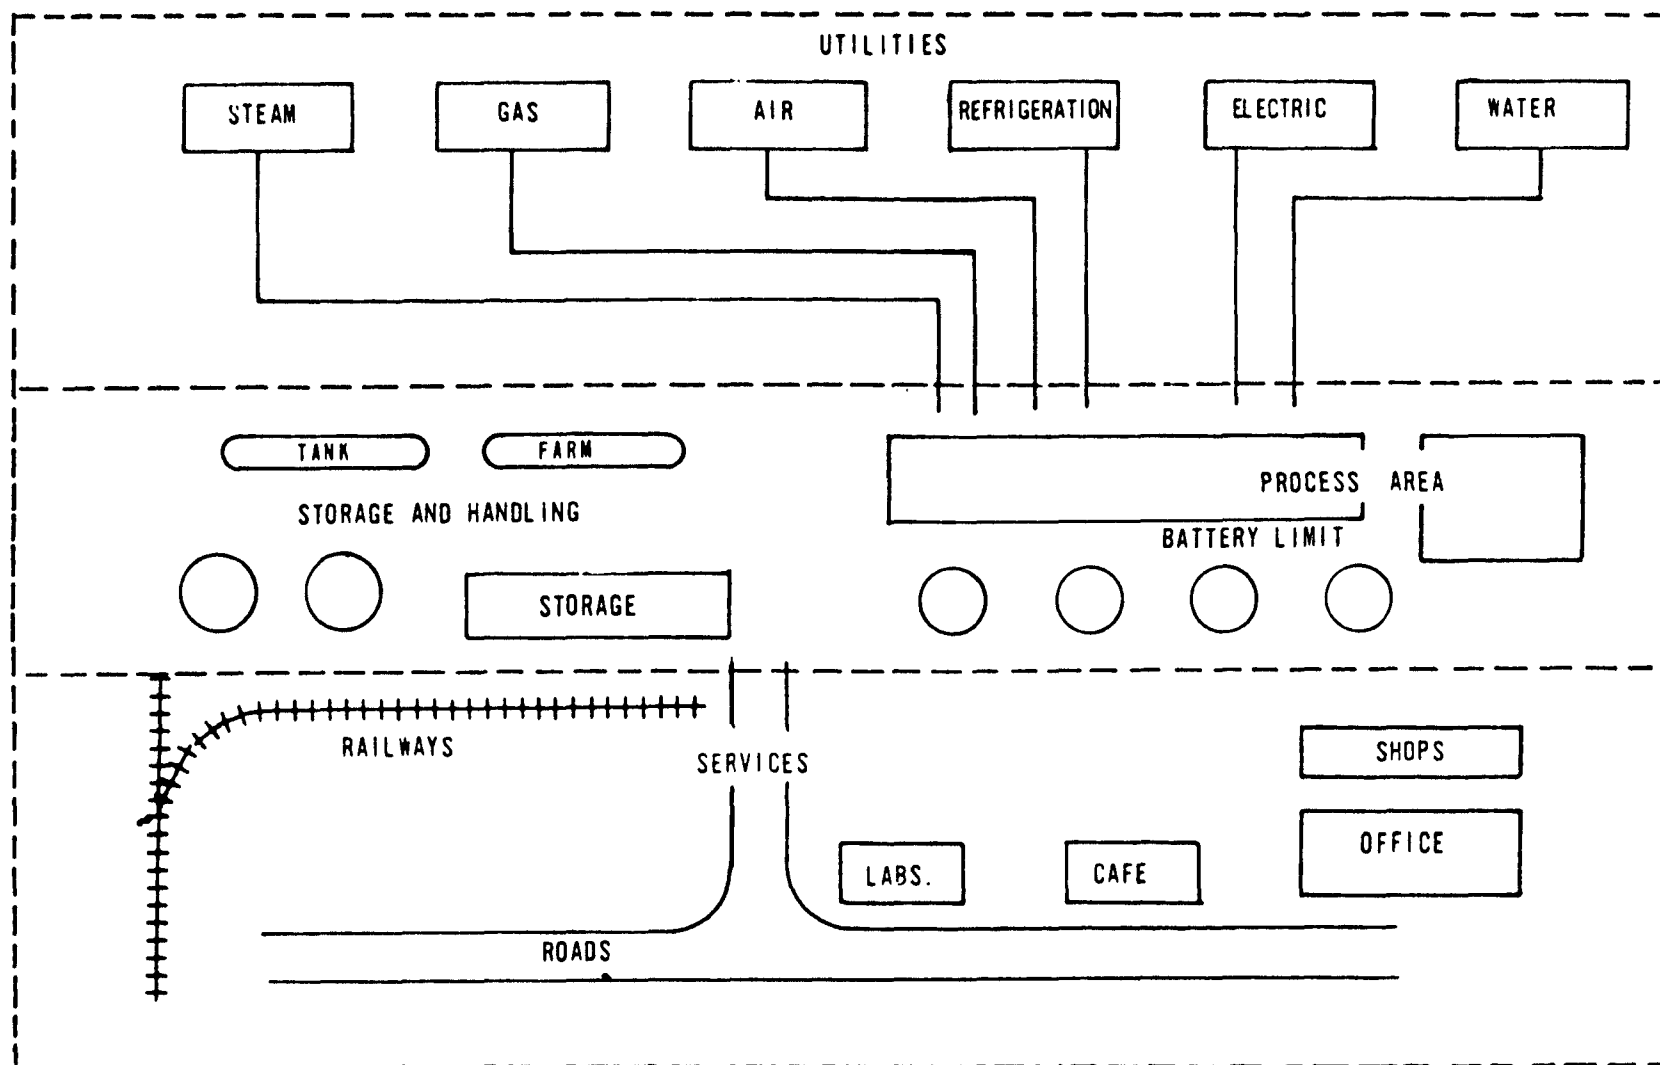 UTILITIES
STEAM
GAS
AIR
REFRIGERATION
ELECTRIC
WATER
TANK
FARM
STORAGE AND HANDLING
PROCESS AREA
BATTERY LIMIT
STORAGE
RAILWAYS
SERVICES
SHOPS
OFFICE
LABS.
CAFE
ROADS